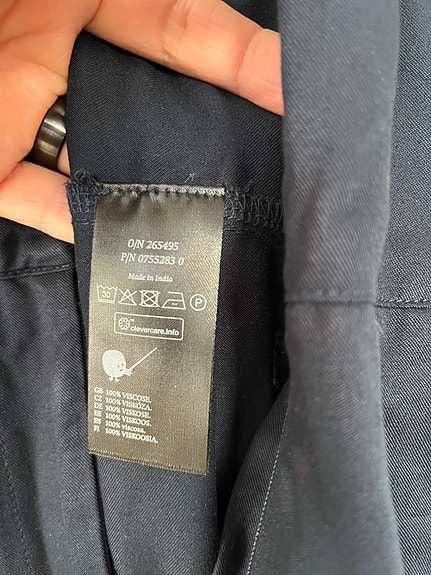 O/N 265495
P/N 0755283 0
Made in India
30 P
clevercare.info
GB 100% VISCOSE.
CZ 100% VISKÓZA.
DE 100% VISKOSE.
EE 100% VISKOOS.
ES 100% viscosa.
FI 100% VISKOOSIA.